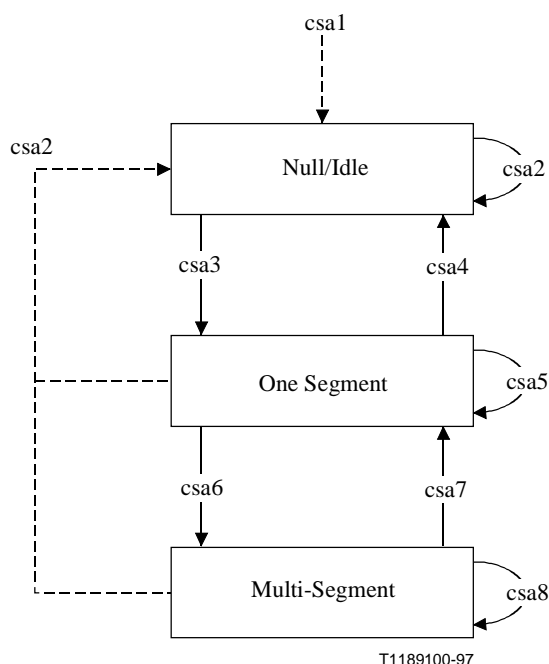 csa1
csa2
Null/Idle
csa2
csa3
csa4
One Segment
csa5
csa6
csa7
Multi-Segment
csa8
T1189100-97